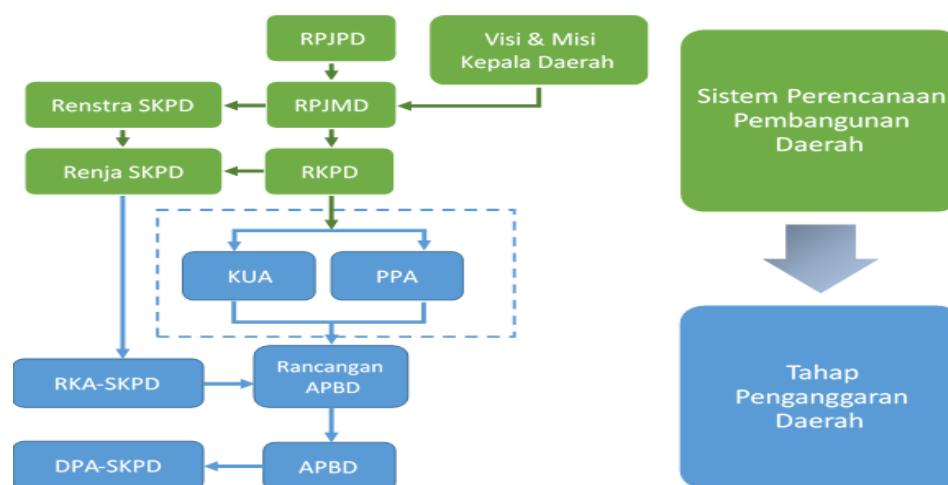 RPJPD
Visi & Misi
Kepala Daerah
Renstra SKPD
RPJMD
Renja SKPD
RKPD
KUA
PPA
RKA-SKPD
Rancangan
APBD
DPA-SKPD
APBD
Sistem Perencanaan
Pembangunan
Daerah
Tahap
Penganggaran
Daerah